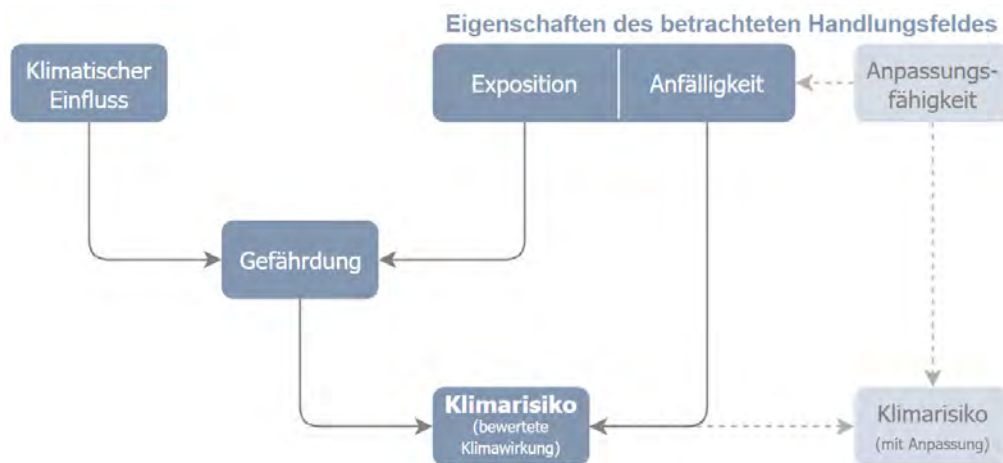 Eigenschaften des betrachteten Handlungsfeldes
Klimatischer
Einfluss
Exposition
Anfälligkeit
Anpassungs-
fähigkeit
Gefährdung
Klimarisiko
(bewertete
Klimawirkung)
Klimarisiko
(mit Anpassung)